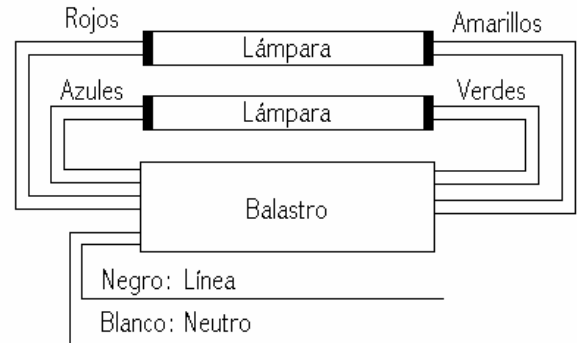 Rojos
Amarillos
Lámpara
Azules
Verdes
Lámpara
Balastro
Negro: Línea
Blanco: Neutro